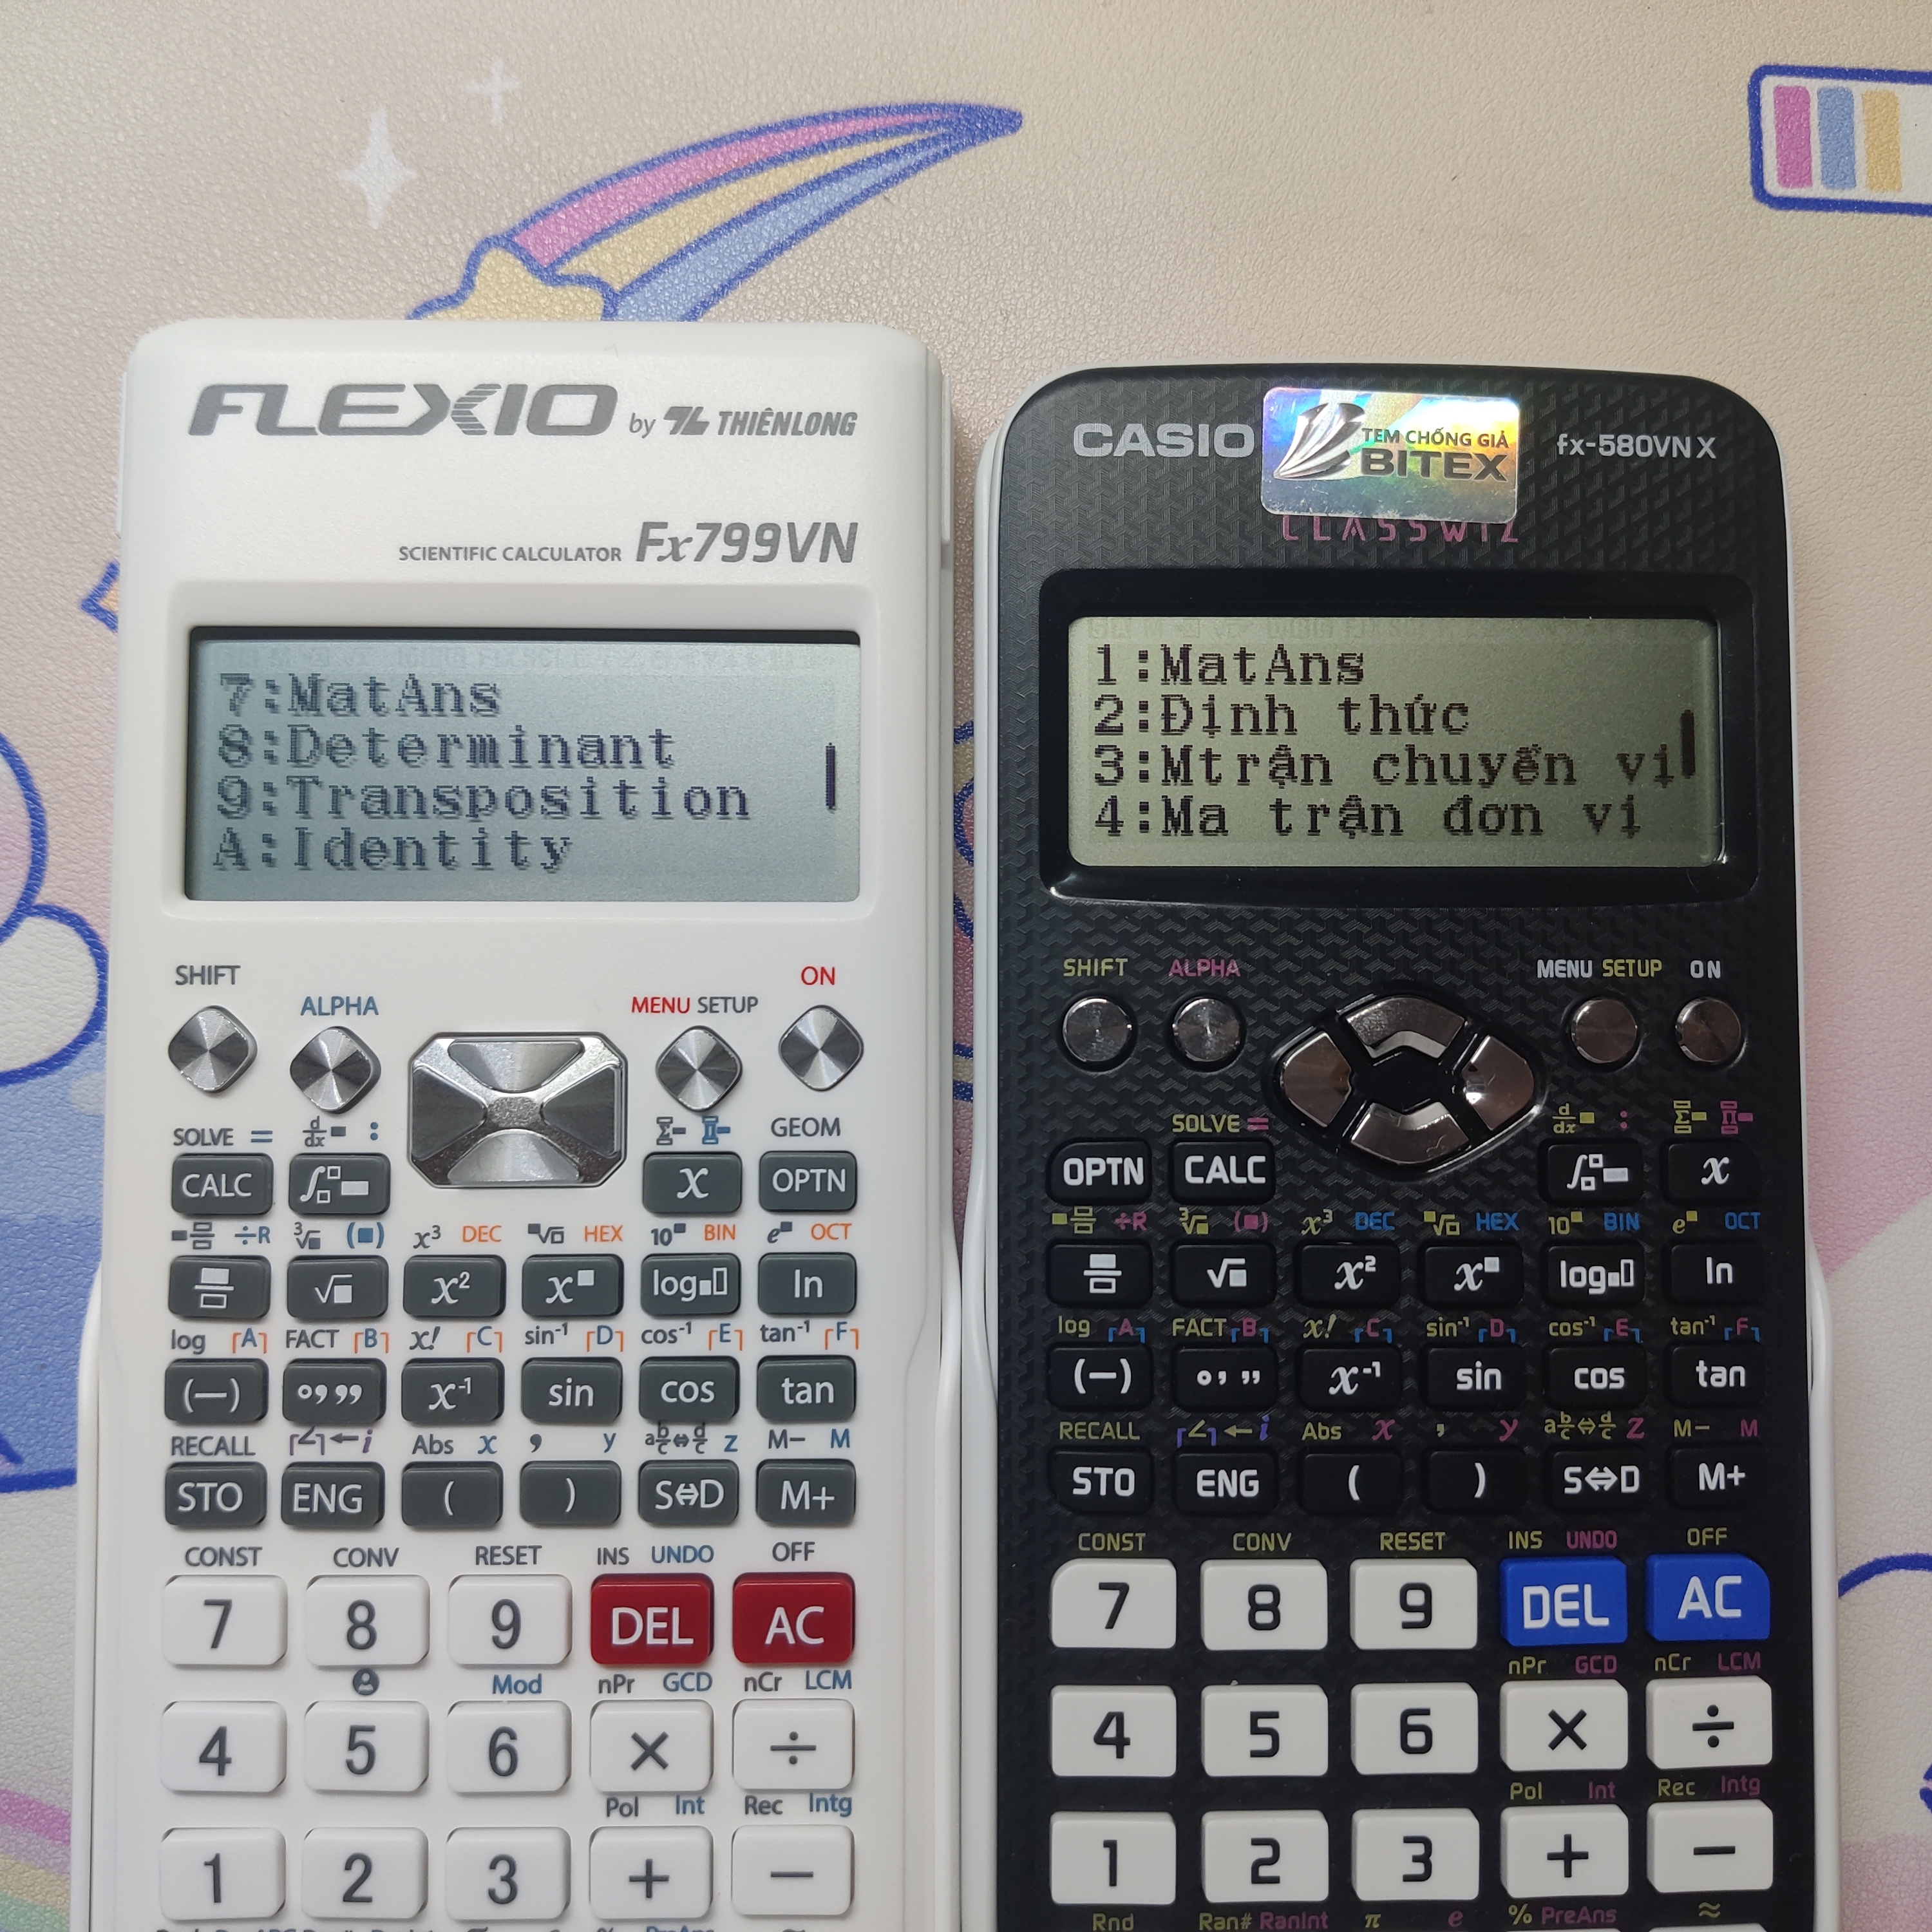 FLEXIO by THIÊN LONG
SCIENTIFIC CALCULATOR Fx799VN
7:MatAns
8:Determinant
9:Transposition
A:Identity
SHIFT
ALPHA
MENU SETUP
ON
SOLVE = d/dx :
Σ Π GEOM
CALC ∫ x OPTN
÷R ³√ (■) x³ DEC √ HEX 10■ BIN e■ OCT
√■ x² x■ log ln
log A FACT B x! C sin⁻¹ D cos⁻¹ E tan⁻¹ F
(—) °,,, x⁻¹ sin cos tan
RECALL ∠ ← i Abs x , y a b/c ⇔ d/c z M− M
STO ENG ( ) S⇔D M+
CONST CONV RESET INS UNDO OFF
7 8 9 DEL AC
Mod nPr GCD nCr LCM
4 5 6 × ÷
Pol Int Rec Intg
1 2 3 + −
CASIO
TEM CHỐNG GIẢ
BITEX
fx-580VN X
CLASSWIZ
1:MatAns
2:Định thức
3:Mtrận chuyển vị
4:Ma trận đơn vị
SHIFT ALPHA MENU SETUP ON
SOLVE = d/dx : Σ Π
OPTN CALC ∫ x
÷R ³√ (■) x³ DEC √ HEX 10■ BIN e■ OCT
√■ x² x■ log ln
log A FACT B x! C sin⁻¹ D cos⁻¹ E tan⁻¹ F
(—) °,,, x⁻¹ sin cos tan
RECALL ∠ ← i Abs x , y a b/c ⇔ d/c z M− M
STO ENG ( ) S⇔D M+
CONST CONV RESET INS UNDO OFF
7 8 9 DEL AC
nPr GCD nCr LCM
4 5 6 × ÷
Pol Int Rec Intg
1 2 3 + −
Rnd Ran# RanInt π e % PreAns ≈